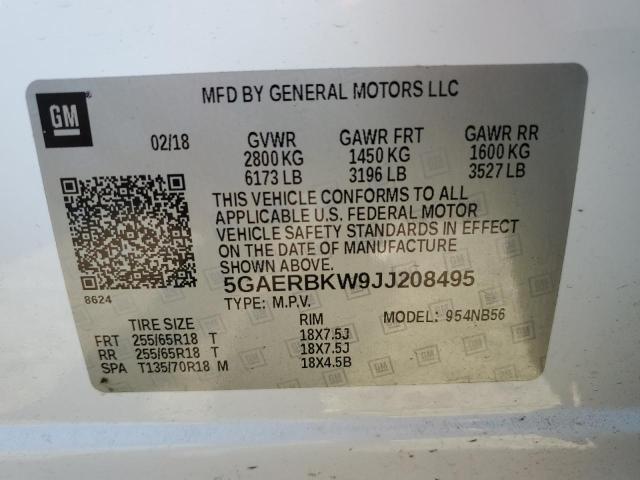 GM
MFD BY GENERAL MOTORS LLC
02/18 GVWR GAWR FRT GAWR RR
2800 KG 1450 KG 1600 KG
6173 LB 3196 LB 3527 LB
THIS VEHICLE CONFORMS TO ALL
APPLICABLE U.S. FEDERAL MOTOR
VEHICLE SAFETY STANDARDS IN EFFECT
ON THE DATE OF MANUFACTURE
SHOWN ABOVE.
8624
5GAERBKW9JJ208495
TYPE: M.P.V. MODEL: 954NB56
TIRE SIZE RIM
FRT 255/65R18 T 18X7.5J
RR 255/65R18 T 18X7.5J
SPA T135/70R18 M 18X4.5B